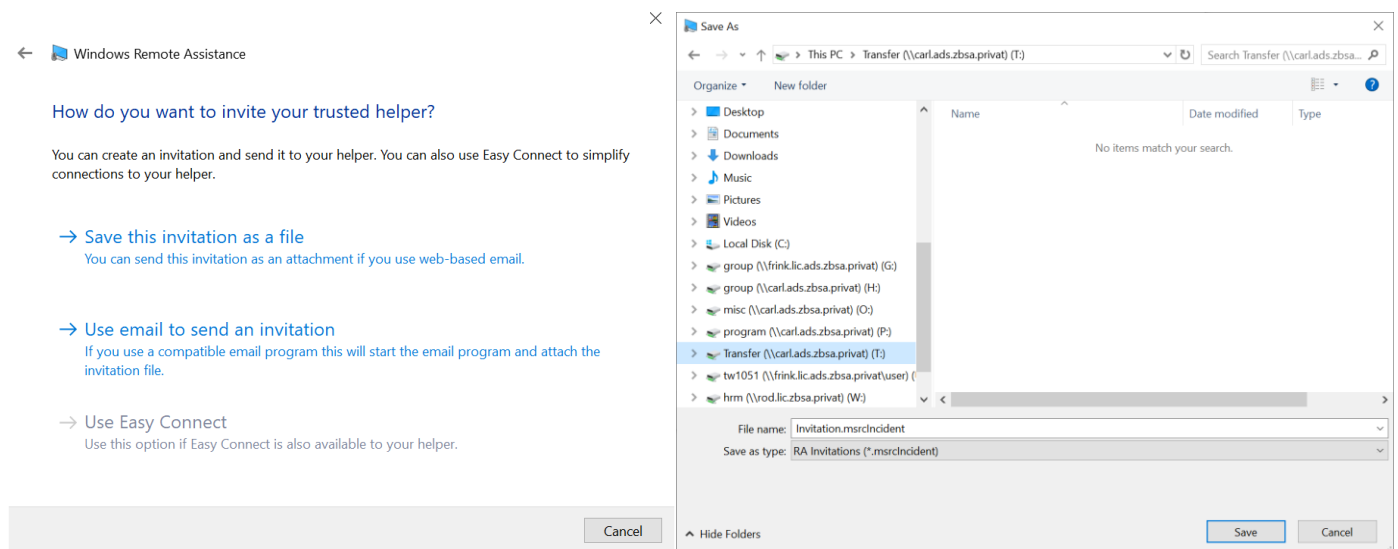 Windows Remote Assistance
How do you want to invite your trusted helper?
You can create an invitation and send it to your helper. You can also use Easy Connect to simplify
connections to your helper.
Save this invitation as a file
You can send this invitation as an attachment if you use web-based email.
Use email to send an invitation
If you use a compatible email program this will start the email program and attach the
invitation file.
Use Easy Connect
Use this option if Easy Connect is also available to your helper.
Cancel
Save As
This PC > Transfer (\\carl.ads.zbsa.privat) (T:)
Search Transfer (\\carl.ads.zbsa...
Organize
New folder
Desktop
Documents
Downloads
Music
Pictures
Videos
Local Disk (C:)
group (\\frink.lic.ads.zbsa.privat) (G:)
group (\\carl.ads.zbsa.privat) (H:)
misc (\\carl.ads.zbsa.privat) (O:)
program (\\carl.ads.zbsa.privat) (P:)
Transfer (\\carl.ads.zbsa.privat) (T:)
tw1051 (\\frink.lic.ads.zbsa.privat\user) (
hrm (\\rod.lic.zbsa.privat) (W:)
Name
Date modified
Type
No items match your search.
File name: Invitation.msrcIncident
Save as type: RA Invitations (*.msrcIncident)
Hide Folders
Save
Cancel